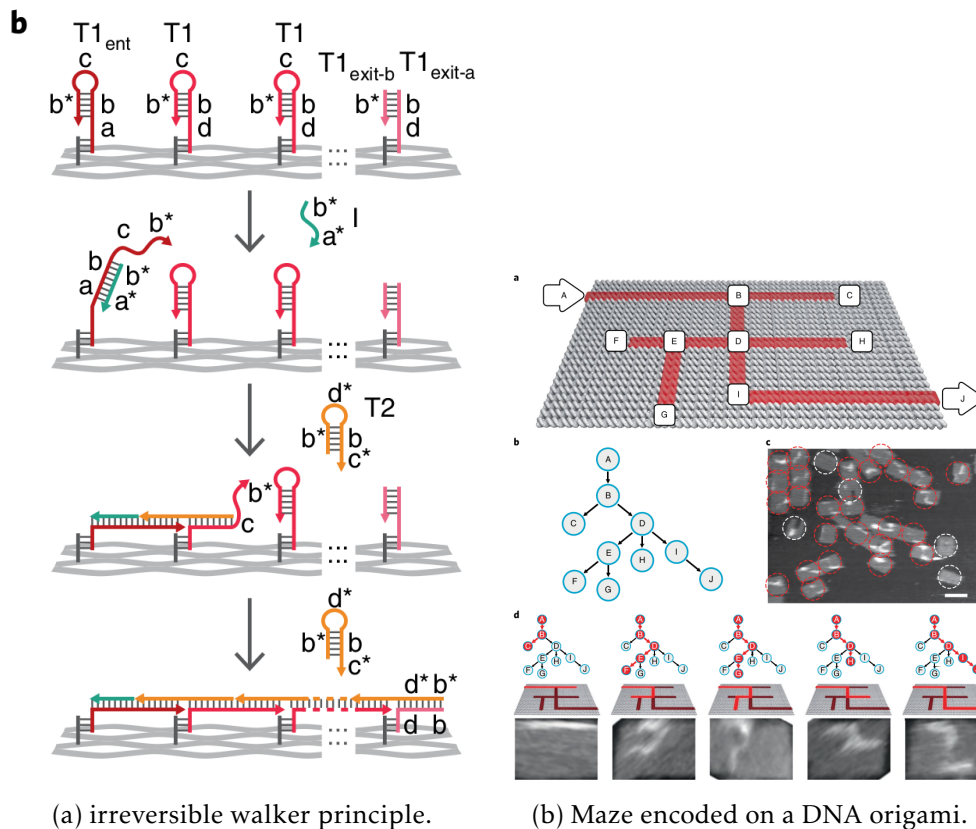 b
T1ent T1 T1 T1exit-b T1exit-a
c c c
b* b b* b b* b b* b
a d d d
b* I
a*
c b*
b b*
a a*
d* T2
b* b
c*
b*
c
d*
b* b
c*
d* b*
d b
(a) irreversible walker principle.
a
A B C
F E D H
I J
G
b
A
B
C D
E H I
F G J
c
d
A A A A A
B B B B B
C D C D C D C D C D
E H I J E H I J E H I J E H I J E H I
F G F G F G F G F G
(b) Maze encoded on a DNA origami.